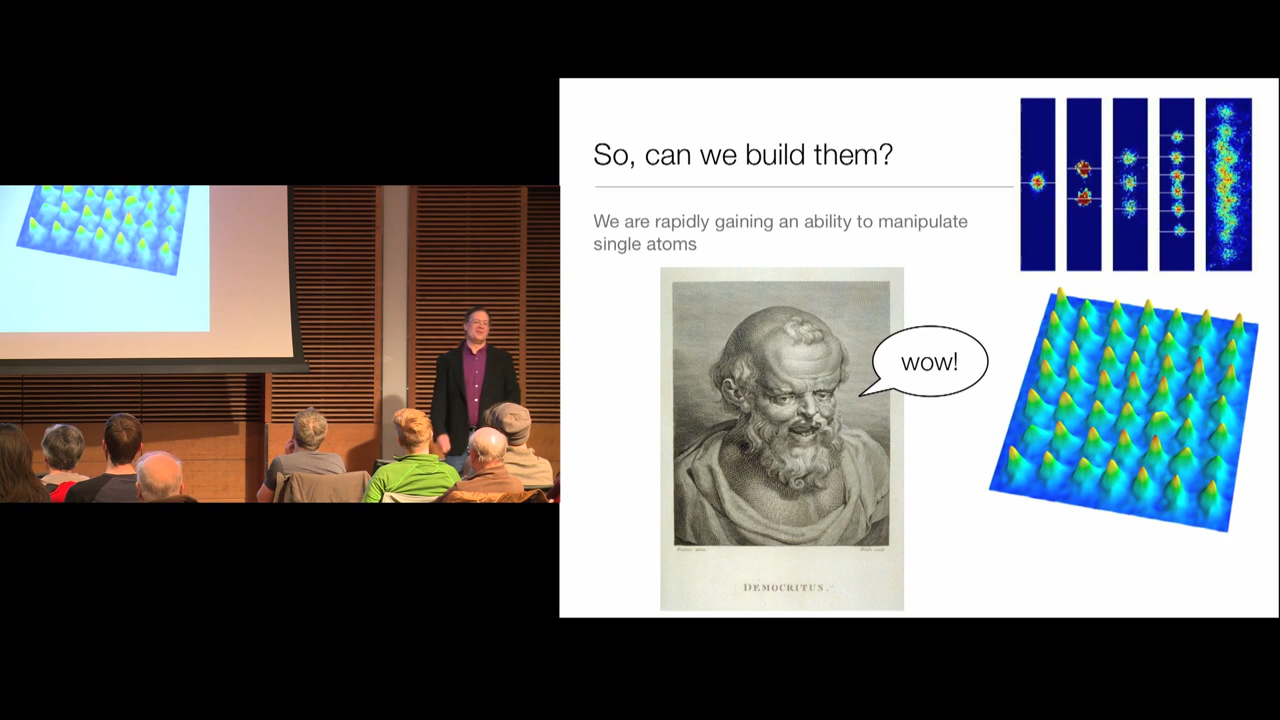 So, can we build them?
We are rapidly gaining an ability to manipulate
single atoms
wow!
DEMOCRITUS.